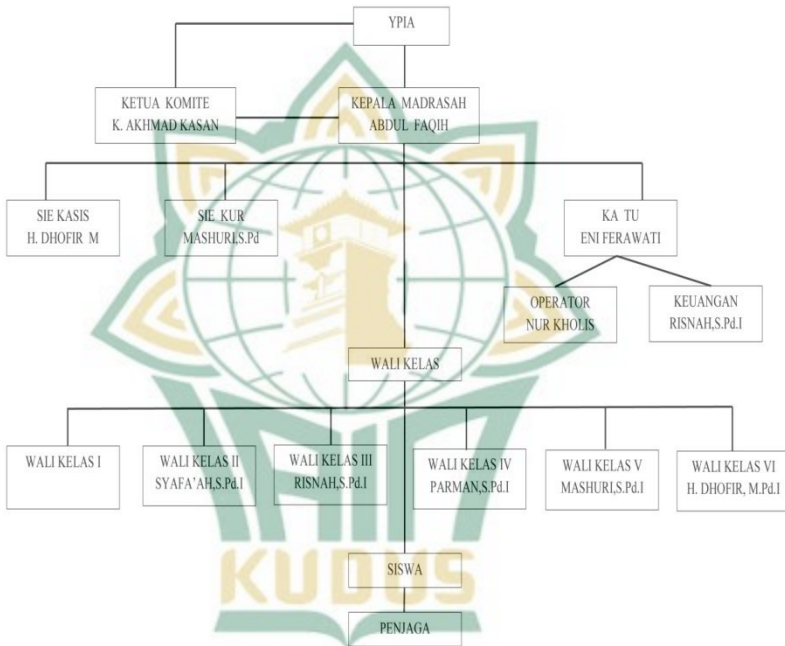 YPIA
KETUA KOMITE
K. AKHMAD KASAN
KEPALA MADRASAH
ABDUL FAQIH
SIE KASIS
H. DHOFIR M
SIE KUR
MASHURI,S.Pd
KA TU
ENI FERAWATI
OPERATOR
NUR KHOLIS
KEUANGAN
RISNAH,S.Pd.I
WALI KELAS
WALI KELAS I
WALI KELAS II
SYAFA'AH,S.Pd.I
WALI KELAS III
RISNAH,S.Pd.I
WALI KELAS IV
PARMAN,S.Pd.I
WALI KELAS V
MASHURI,S.Pd.I
WALI KELAS VI
H. DHOFIR, M.Pd.I
IAIN
SISWA
KUDUS
PENJAGA